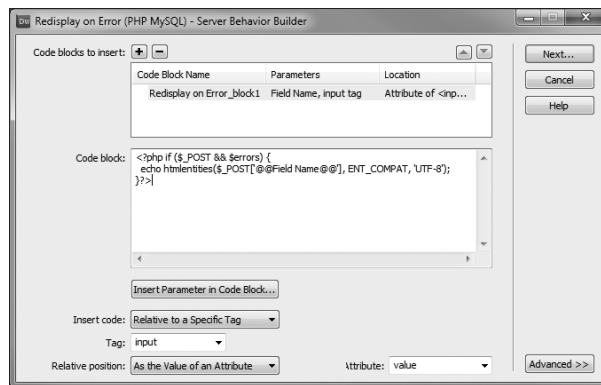 Dw Redisplay on Error (PHP MySQL) - Server Behavior Builder
Code blocks to insert:
Next...
Code Block Name Parameters Location
Cancel
Redisplay on Error_block1 Field Name, input tag Attribute of <inp...
Help
Code block:
<?php if ($_POST && $errors) {
echo htmlentities($_POST['@@Field Name@@'], ENT_COMPAT, 'UTF-8');
}?>
Insert Parameter in Code Block...
Insert code: Relative to a Specific Tag
Tag: input
Relative position: As the Value of an Attribute Attribute: value
Advanced >>